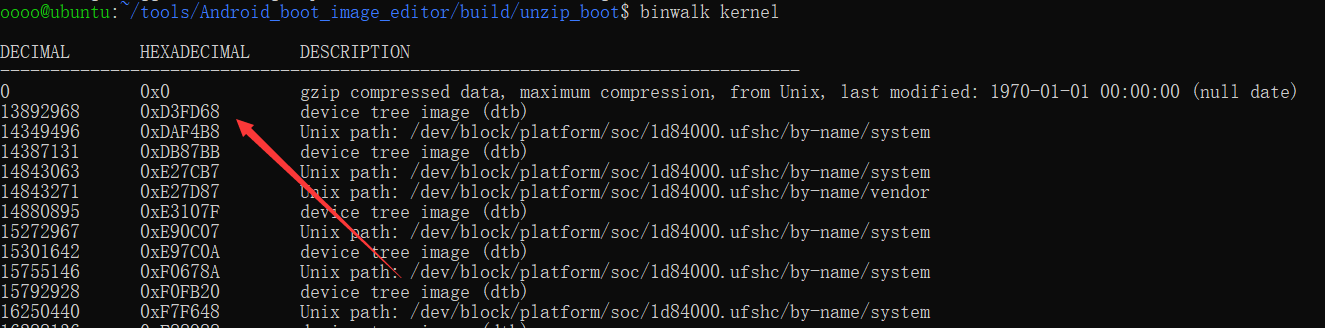 oooo@ubuntu:~/tools/Android_boot_image_editor/build/unzip_boot$ binwalk kernel
DECIMAL       HEXADECIMAL     DESCRIPTION
--------------------------------------------------------------------------------
0             0x0             gzip compressed data, maximum compression, from Unix, last modified: 1970-01-01 00:00:00 (null date)
13892968      0xD3FD68        device tree image (dtb)
14349496      0xDAF4B8        Unix path: /dev/block/platform/soc/1d84000.ufshc/by-name/system
14387131      0xDB87BB        device tree image (dtb)
14843063      0xE27CB7        Unix path: /dev/block/platform/soc/1d84000.ufshc/by-name/system
14843271      0xE27D87        Unix path: /dev/block/platform/soc/1d84000.ufshc/by-name/vendor
14880895      0xE3107F        device tree image (dtb)
15272967      0xE90C07        Unix path: /dev/block/platform/soc/1d84000.ufshc/by-name/system
15301642      0xE97C0A        device tree image (dtb)
15755146      0xF0678A        Unix path: /dev/block/platform/soc/1d84000.ufshc/by-name/system
15792928      0xF0FB20        device tree image (dtb)
16250440      0xF7F648        Unix path: /dev/block/platform/soc/1d84000.ufshc/by-name/system